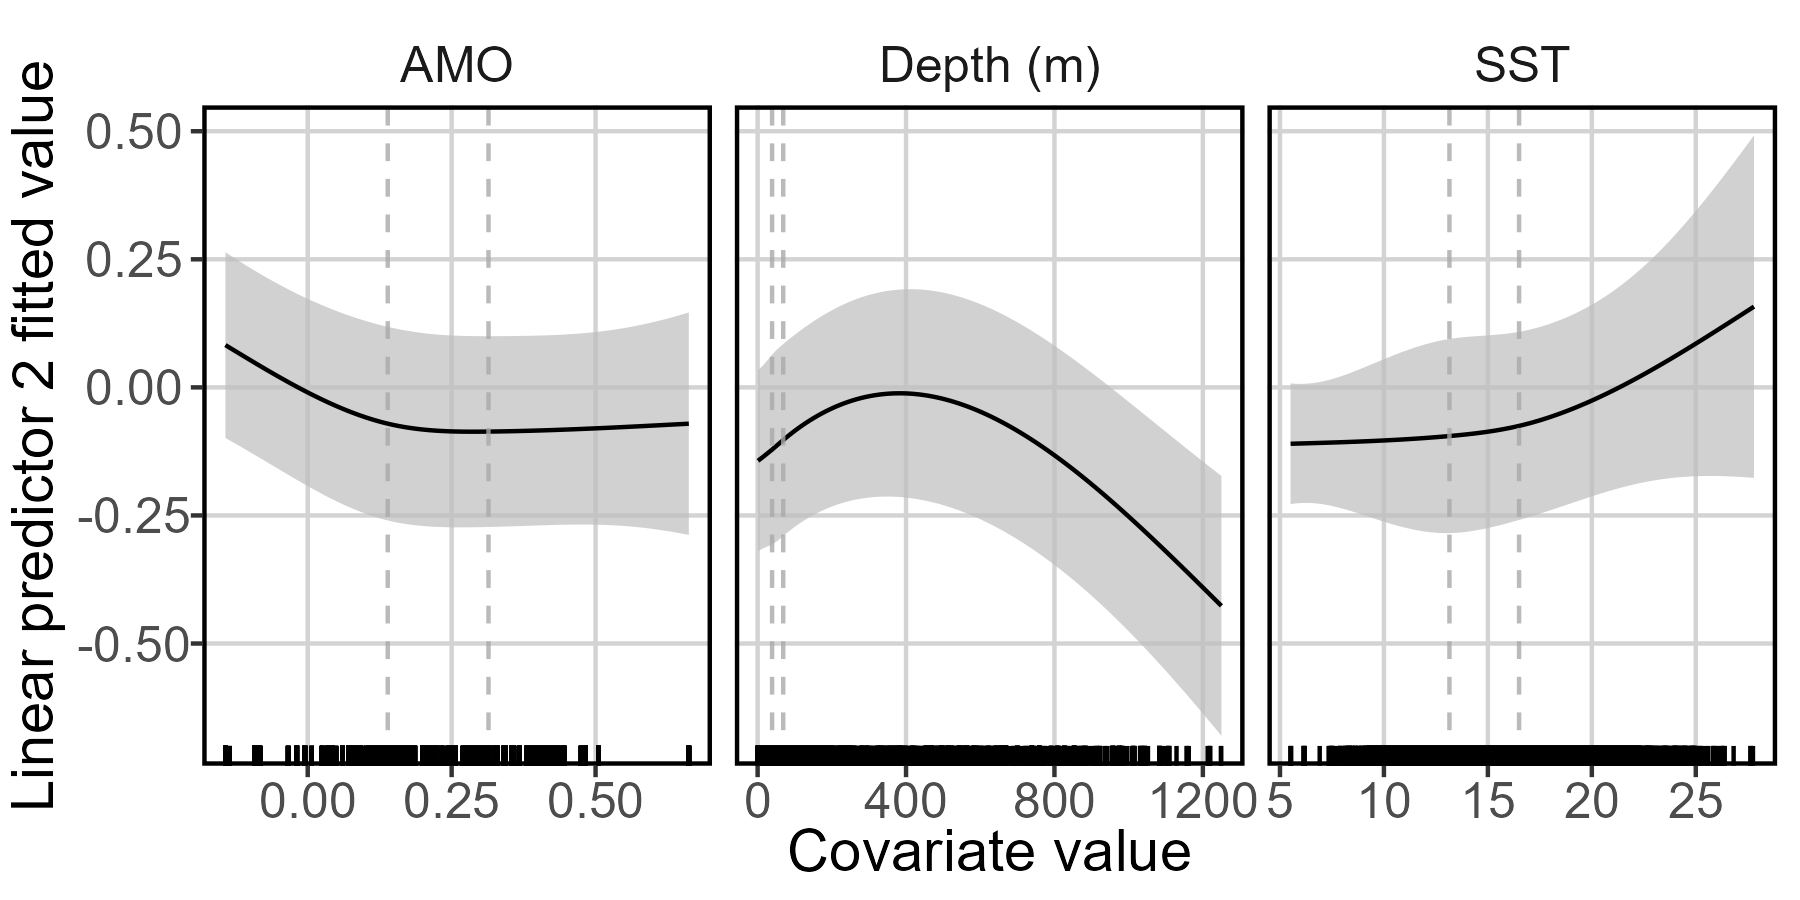 AMO Depth (m) SST
Linear predictor 2 fitted value
0.50
0.25
0.00
-0.25
-0.50
0.00 0.25 0.50 0 400 800 1200 5 10 15 20 25
Covariate value